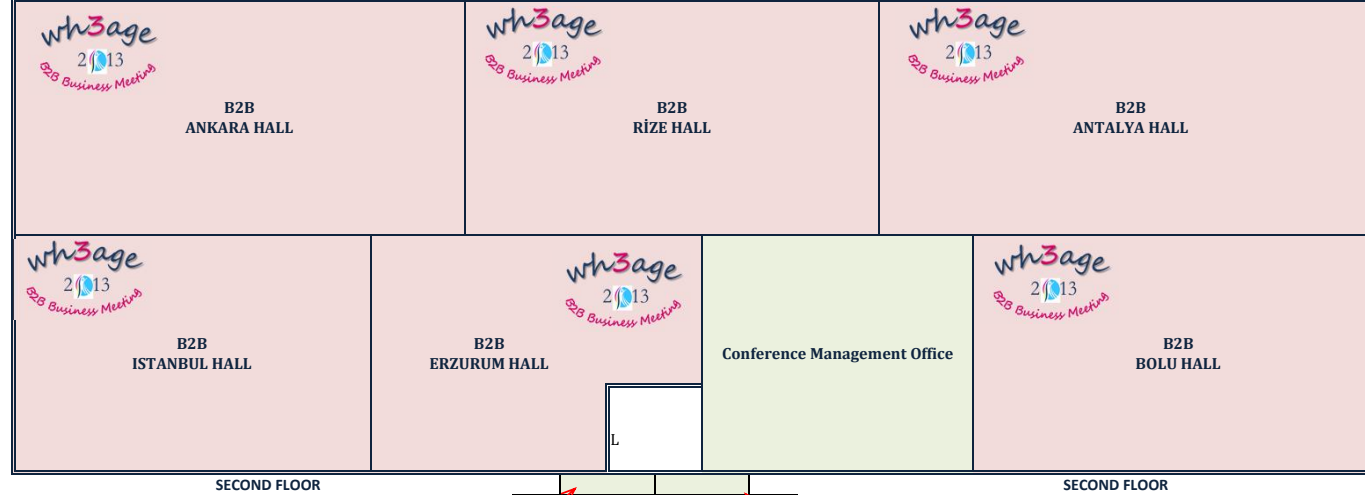 wh3age
2013
B2B Business Meeting
B2B
ANKARA HALL
wh3age
2013
B2B Business Meeting
B2B
RİZE HALL
wh3age
2013
B2B Business Meeting
B2B
ANTALYA HALL
wh3age
2013
B2B Business Meeting
B2B
ISTANBUL HALL
wh3age
2013
B2B Business Meeting
B2B
ERZURUM HALL
L
Conference Management Office
wh3age
2013
B2B Business Meeting
B2B
BOLU HALL
SECOND FLOOR
SECOND FLOOR